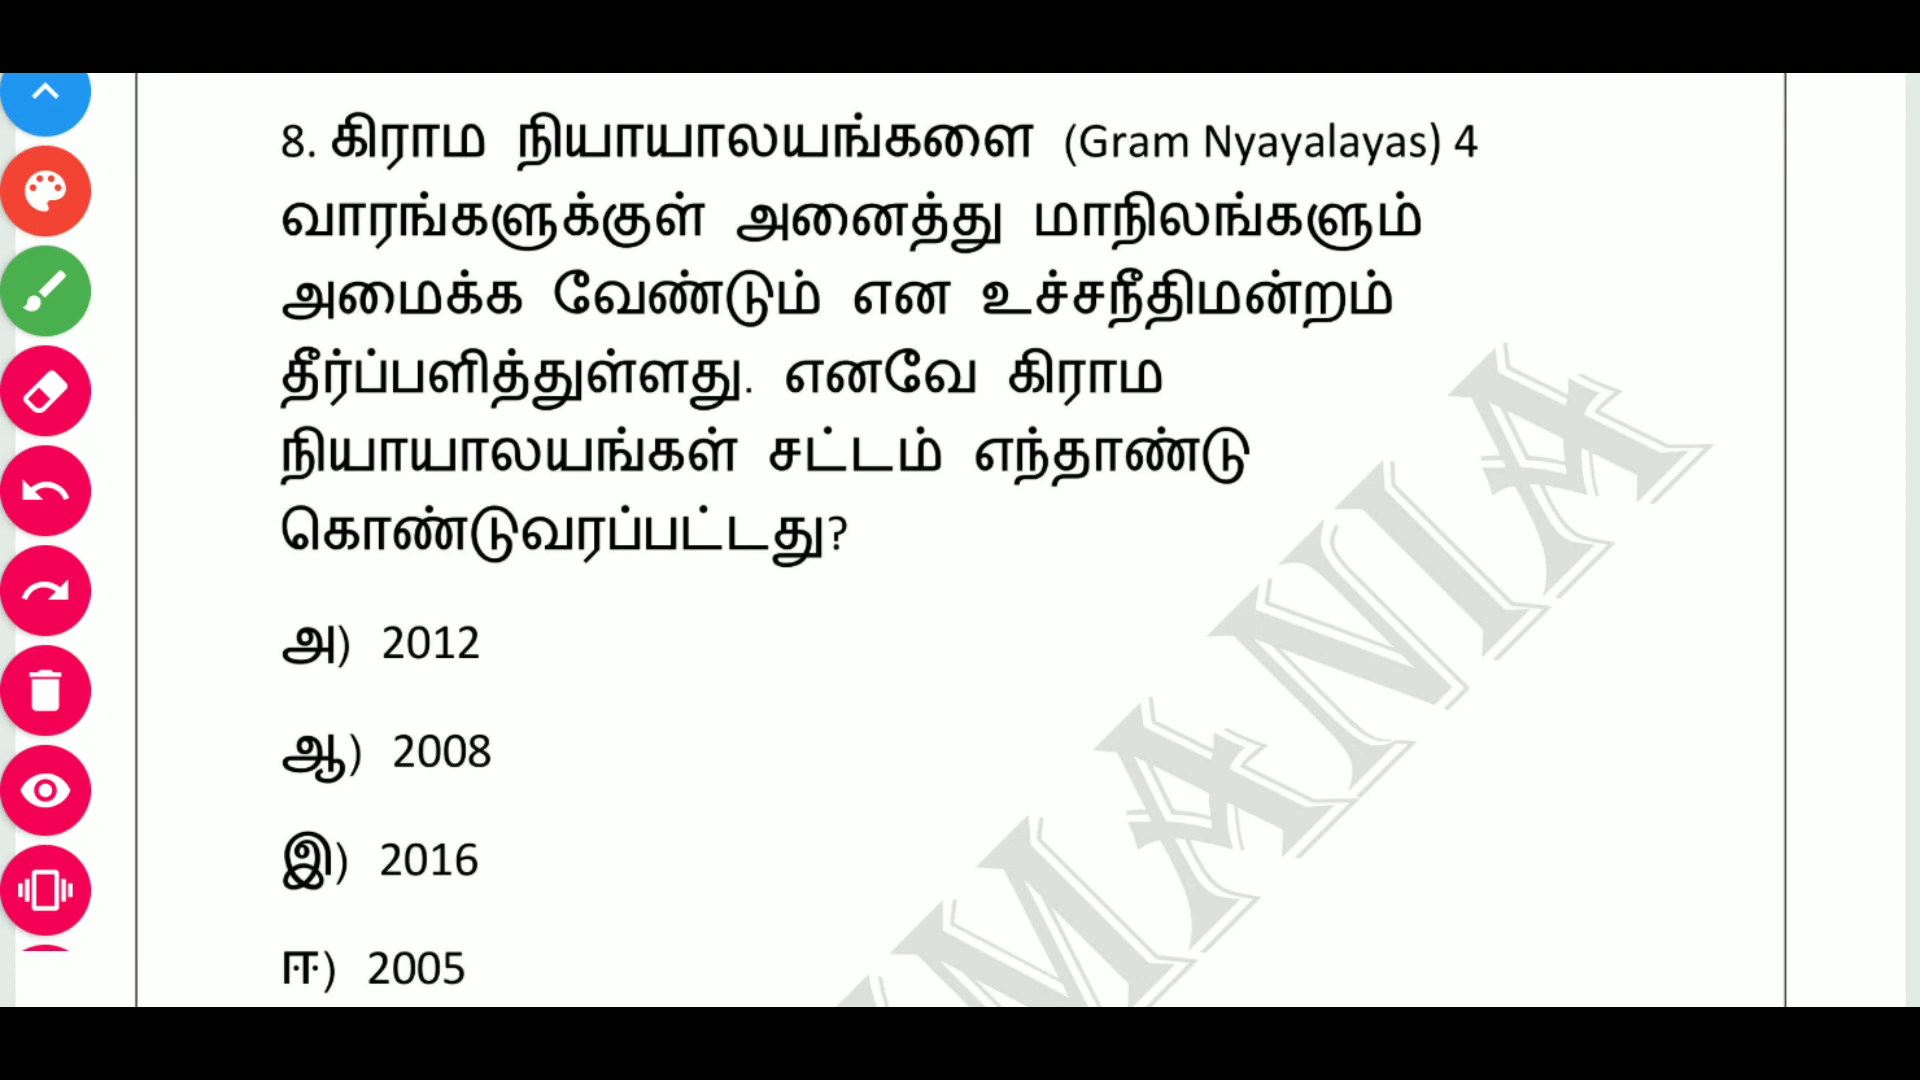 8. கிராம நியாயாலயங்களை (Gram Nyayalayas) 4
வாரங்களுக்குள் அனைத்து மாநிலங்களும்
அமைக்க வேண்டும் என உச்சநீதிமன்றம்
தீர்ப்பளித்துள்ளது. எனவே கிராம
நியாயாலயங்கள் சட்டம் எந்தாண்டு
கொண்டுவரப்பட்டது?
அ) 2012
ஆ) 2008
இ) 2016
ஈ) 2005
MANIA